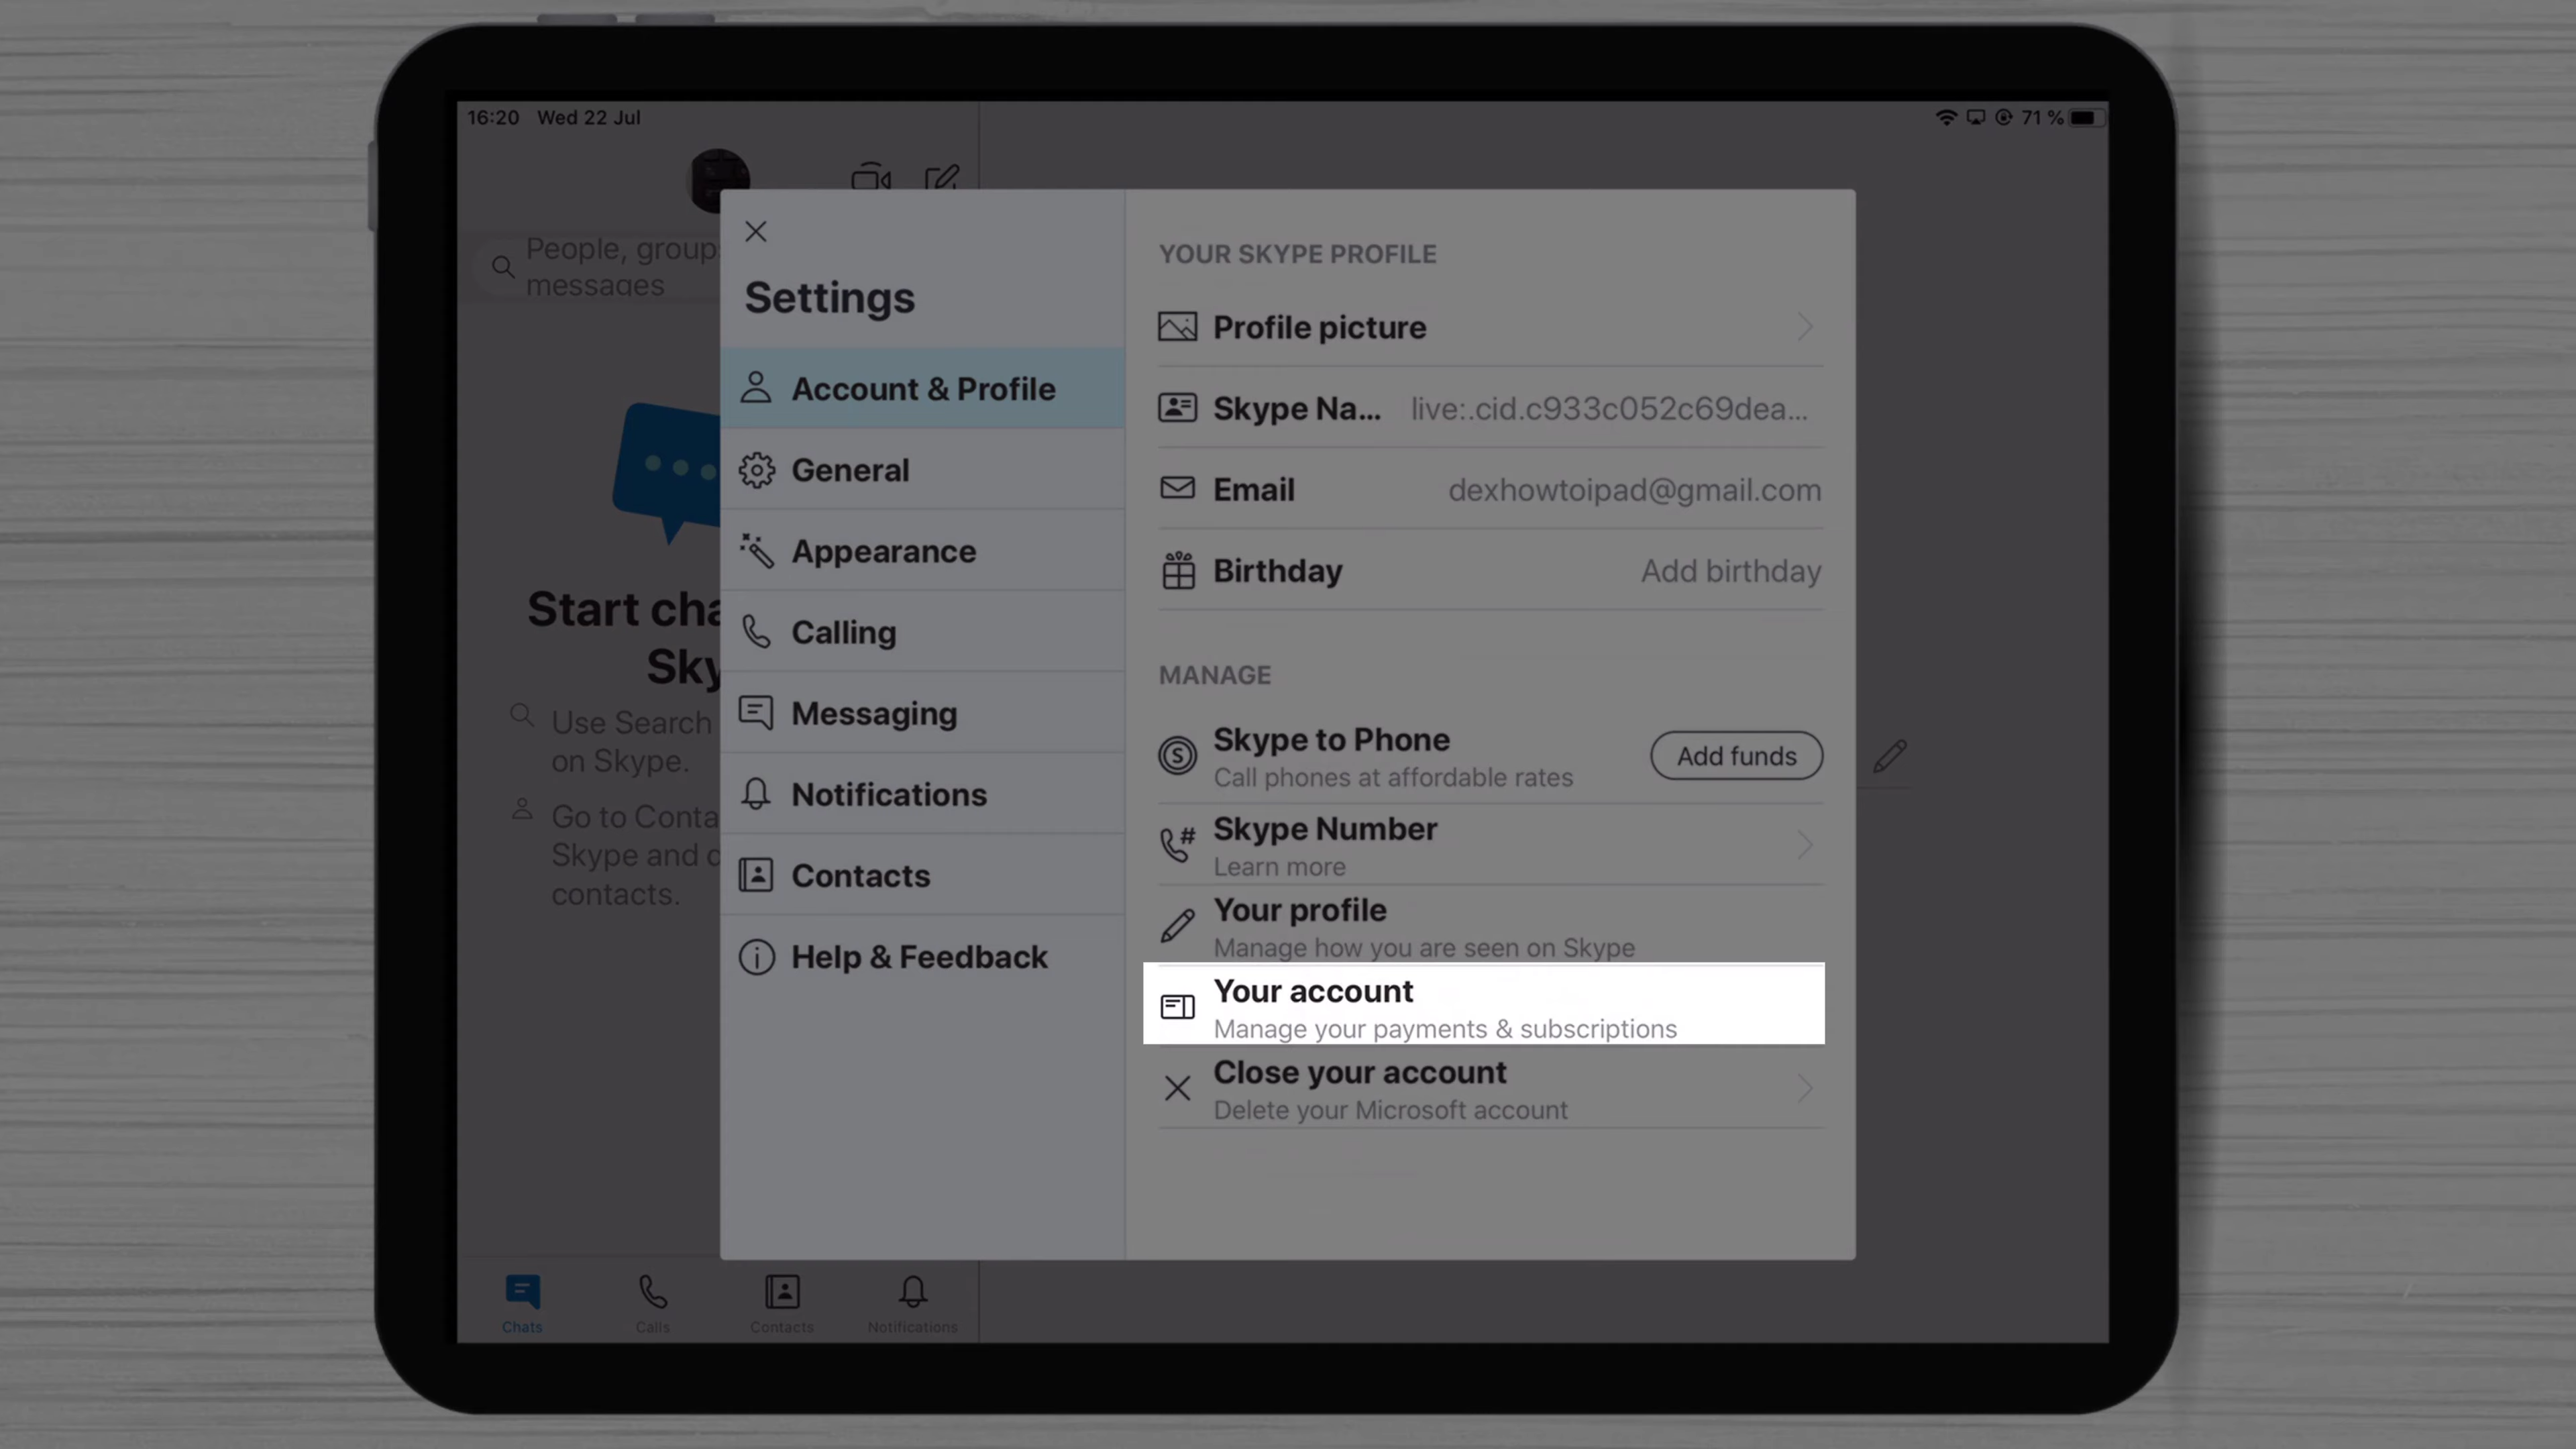 16:20 Wed 22 Jul
71 %
People, group
messages
Start cha
Sky
Use Search
on Skype.
Go to Conta
Skype and c
contacts.
Chats
Calls
Contacts
Notifications
Settings
Account & Profile
General
Appearance
Calling
Messaging
Notifications
Contacts
Help & Feedback
YOUR SKYPE PROFILE
Profile picture
Skype Na... live:.cid.c933c052c69dea...
Email dexhowtoipad@gmail.com
Birthday Add birthday
MANAGE
Skype to Phone
Call phones at affordable rates
Add funds
Skype Number
Learn more
Your profile
Manage how you are seen on Skype
Your account
Manage your payments & subscriptions
Close your account
Delete your Microsoft account